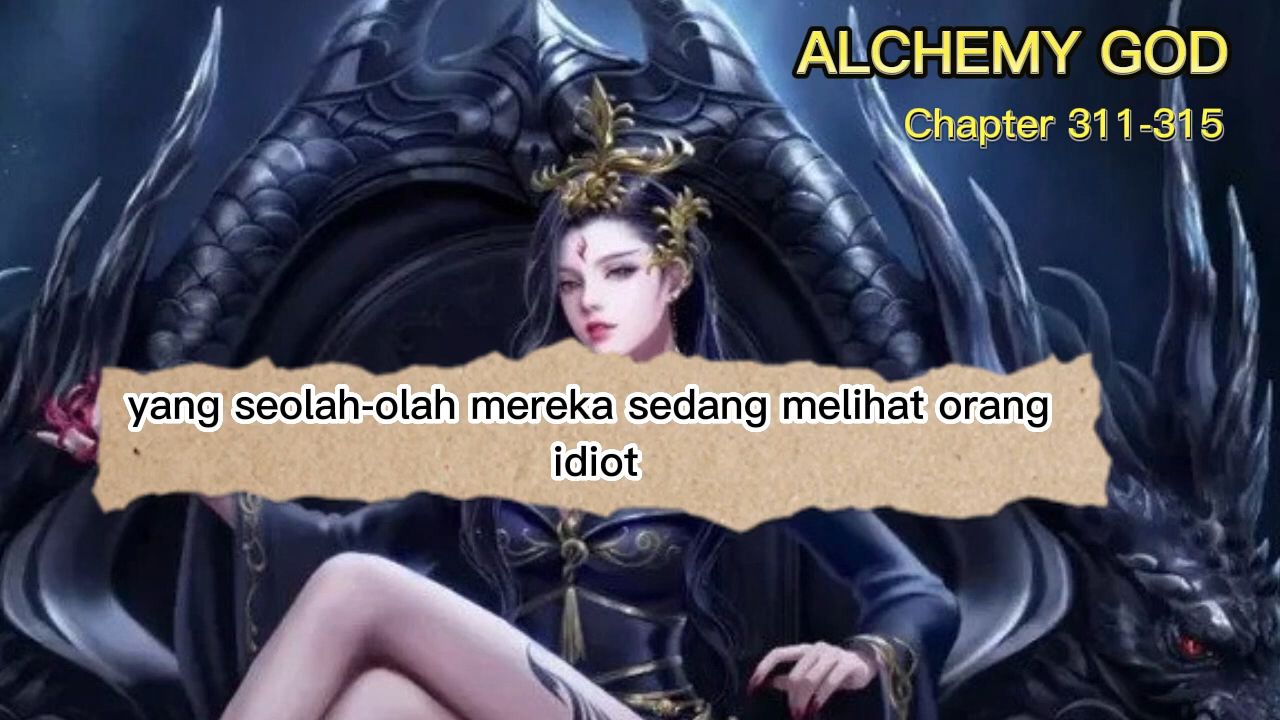 ALCHEMY GOD
Chapter 311-315
yang seolah-olah mereka sedang melihat orang
idiot